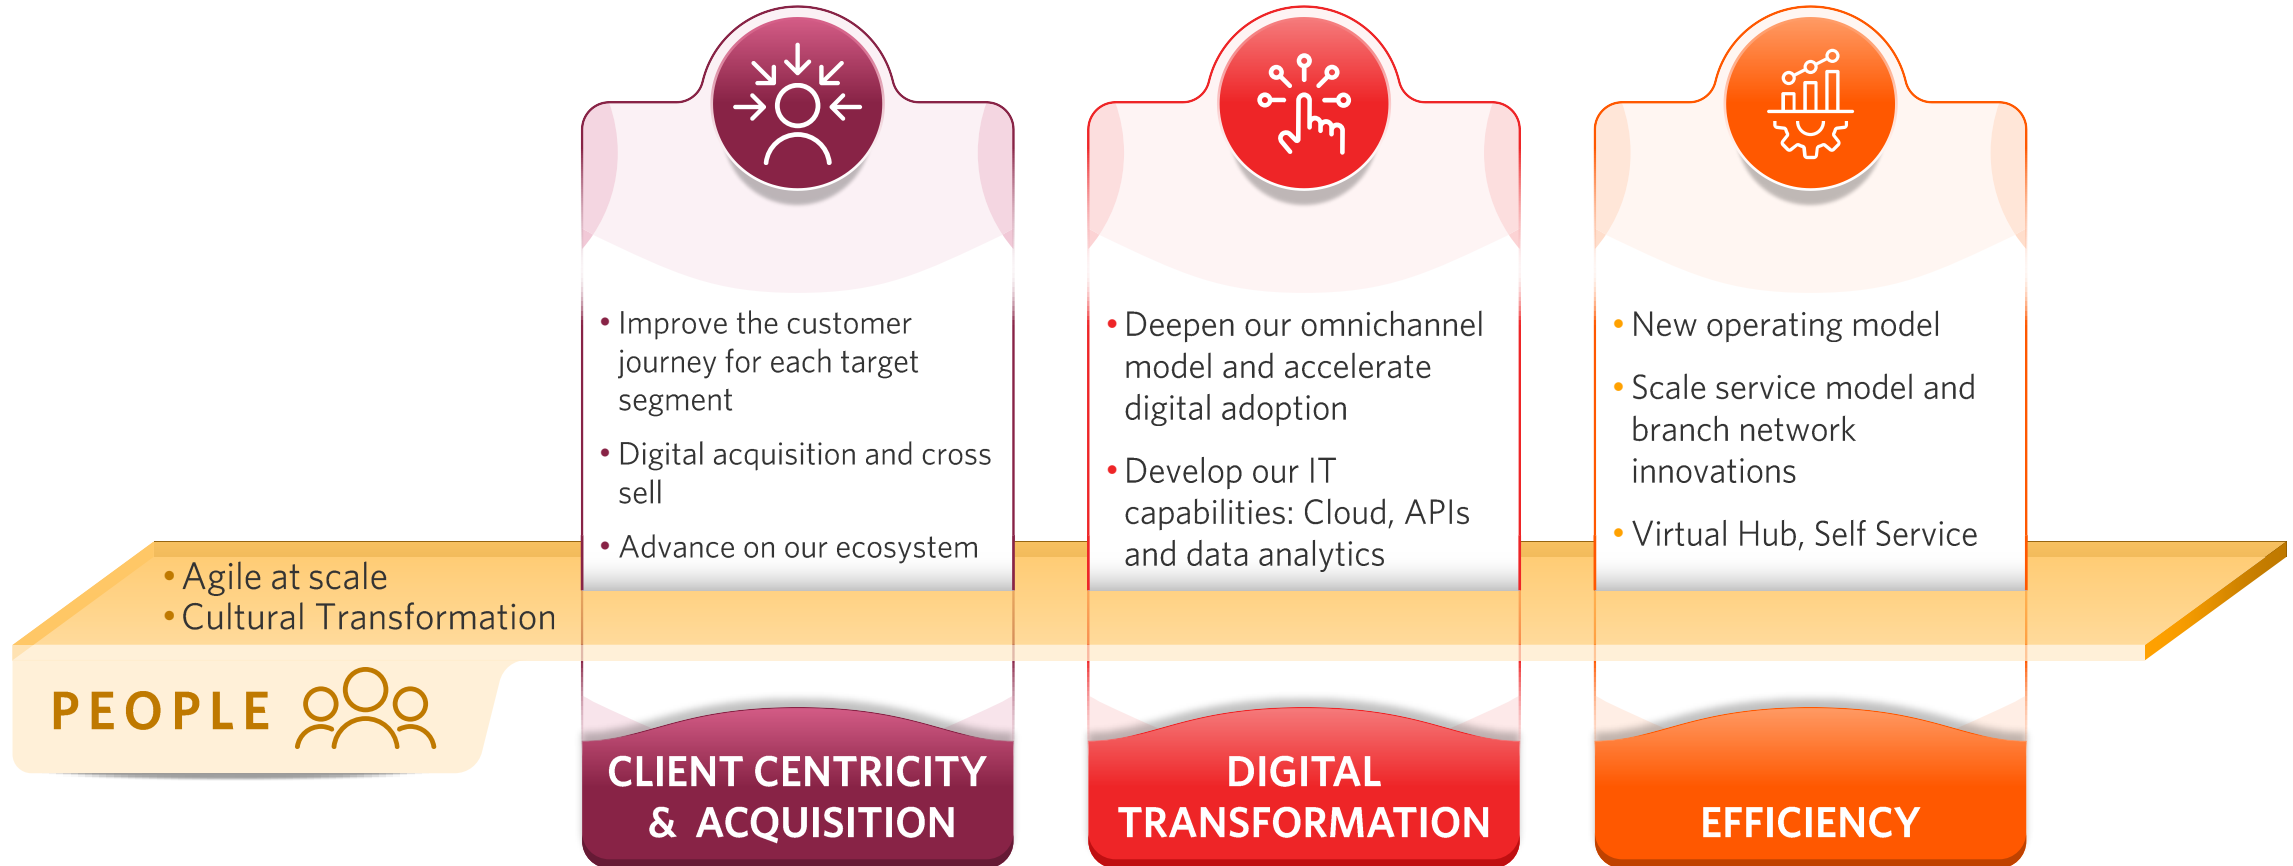 • Improve the customer
journey for each target
segment
• Digital acquisition and cross
sell
• Advance on our ecosystem
CLIENT CENTRICITY
& ACQUISITION
• Deepen our omnichannel
model and accelerate
digital adoption
• Develop our IT
capabilities: Cloud, APIs
and data analytics
DIGITAL
TRANSFORMATION
• New operating model
• Scale service model and
branch network
innovations
• Virtual Hub, Self Service
EFFICIENCY
• Agile at scale
• Cultural Transformation
PEOPLE